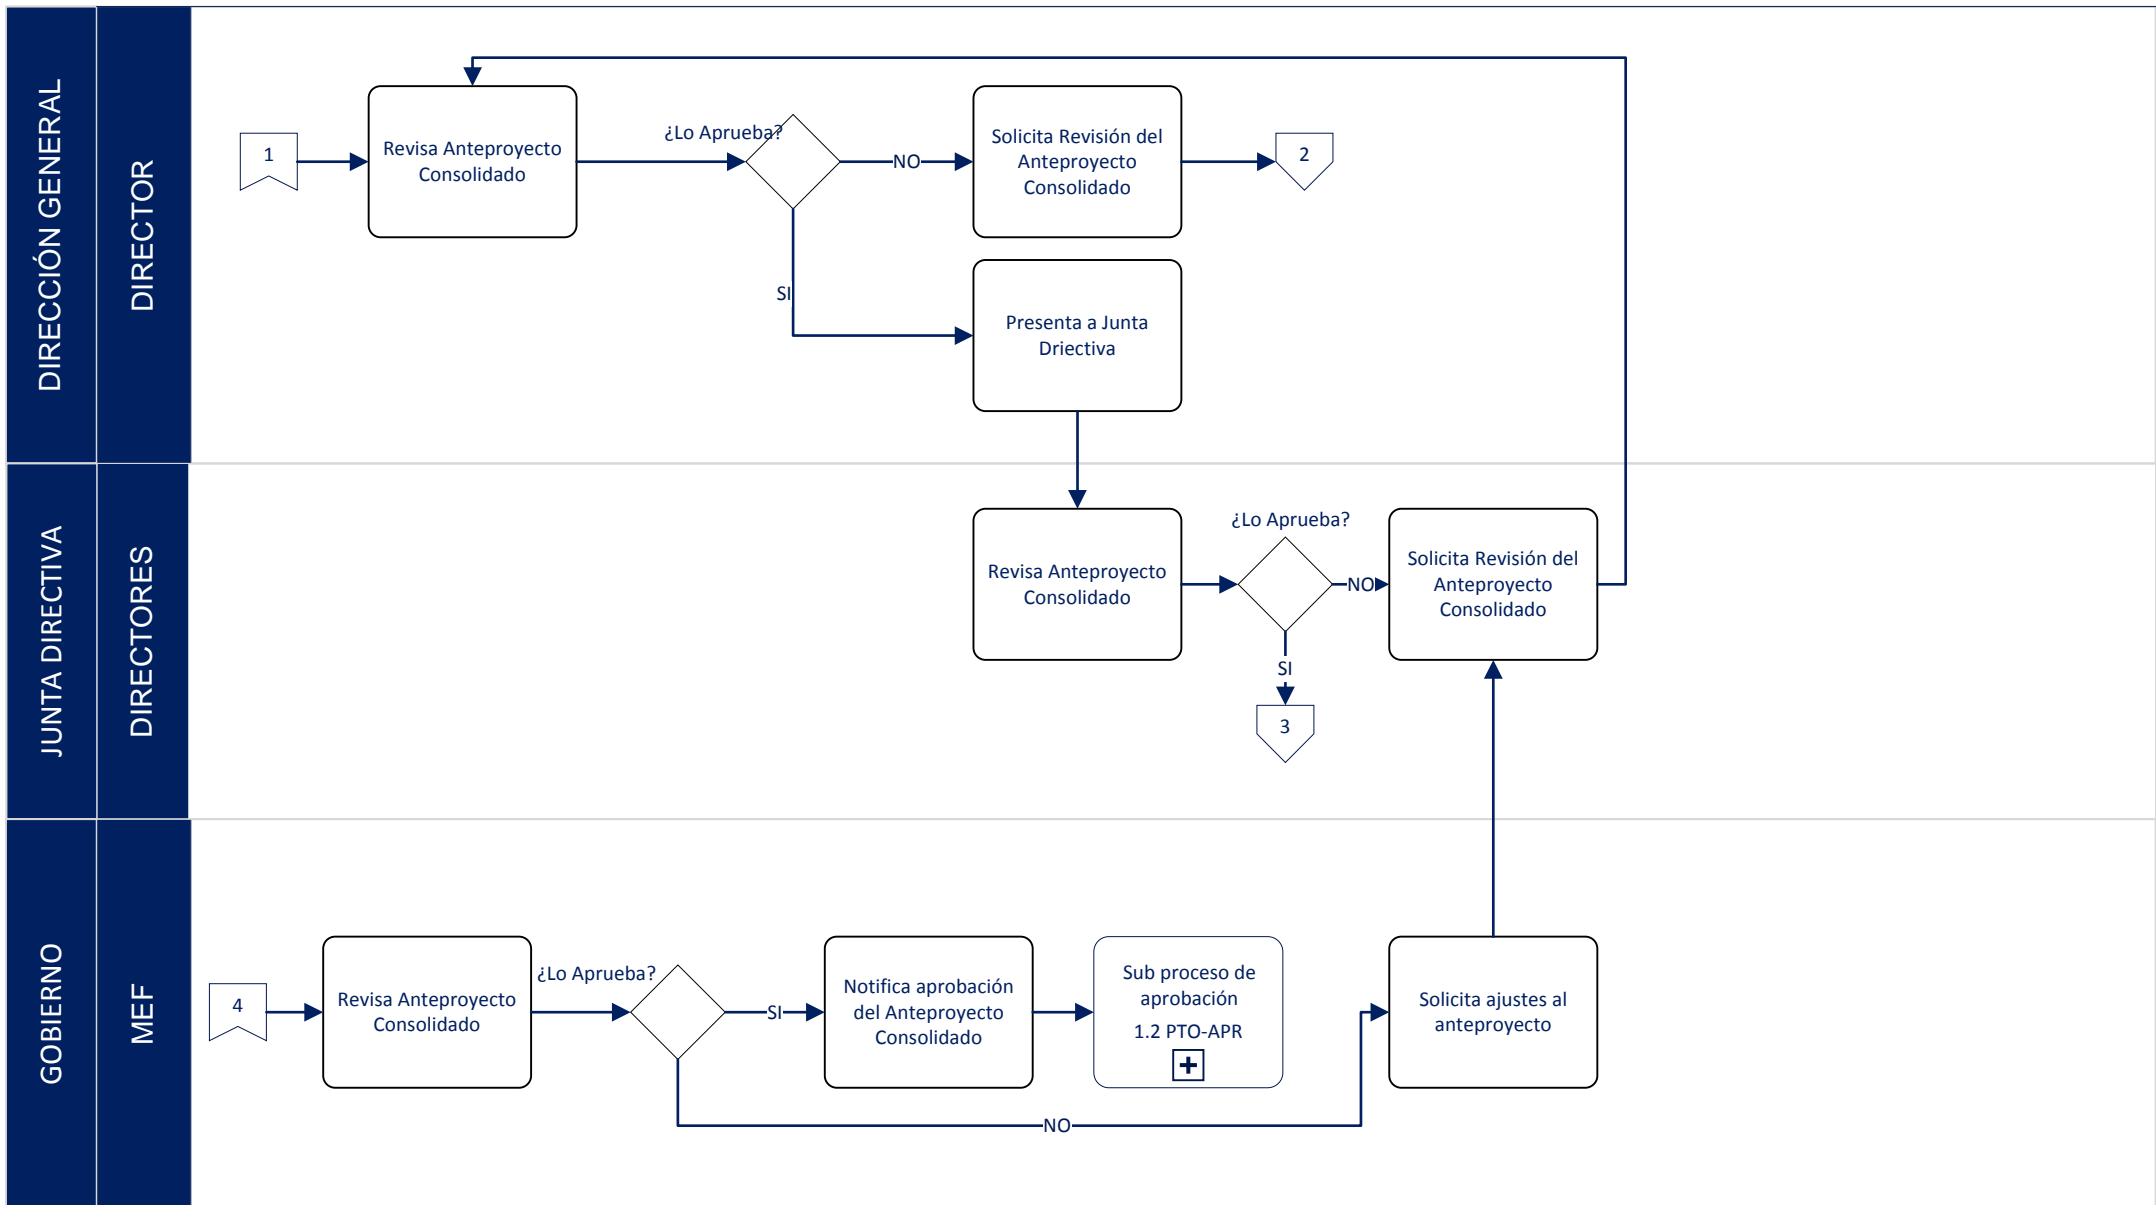 DIRECCIÓN GENERAL
DIRECTOR
1
Revisa Anteproyecto
Consolidado
¿Lo Aprueba?
NO
Solicita Revisión del
Anteproyecto
Consolidado
2
SI
Presenta a Junta
Driectiva
JUNTA DIRECTIVA
DIRECTORES
Revisa Anteproyecto
Consolidado
¿Lo Aprueba?
NO
Solicita Revisión del
Anteproyecto
Consolidado
SI
3
GOBIERNO
MEF
4
Revisa Anteproyecto
Consolidado
¿Lo Aprueba?
SI
Notifica aprobación
del Anteproyecto
Consolidado
Sub proceso de
aprobación
1.2 PTO-APR
NO
Solicita ajustes al
anteproyecto